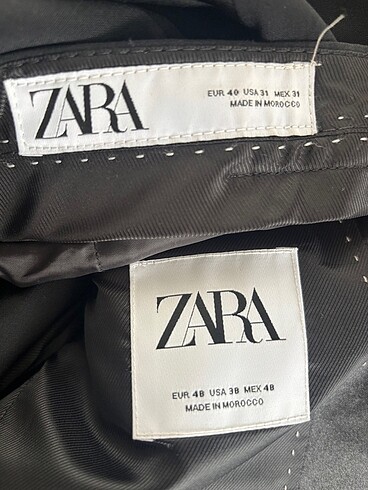 ZARA
EUR 40 USA 31 MEX 31
MADE IN MOROCCO
ZARA
EUR 48 USA 38 MEX 48
MADE IN MOROCCO